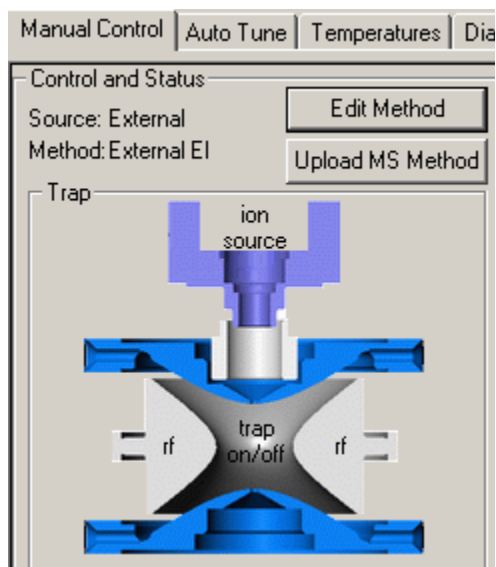 Manual Control Auto Tune Temperatures
Control and Status
Source: External
Edit Method
Method: External EI
Upload MS Method
Trap
ion
source
rf
trap
on/off
rf